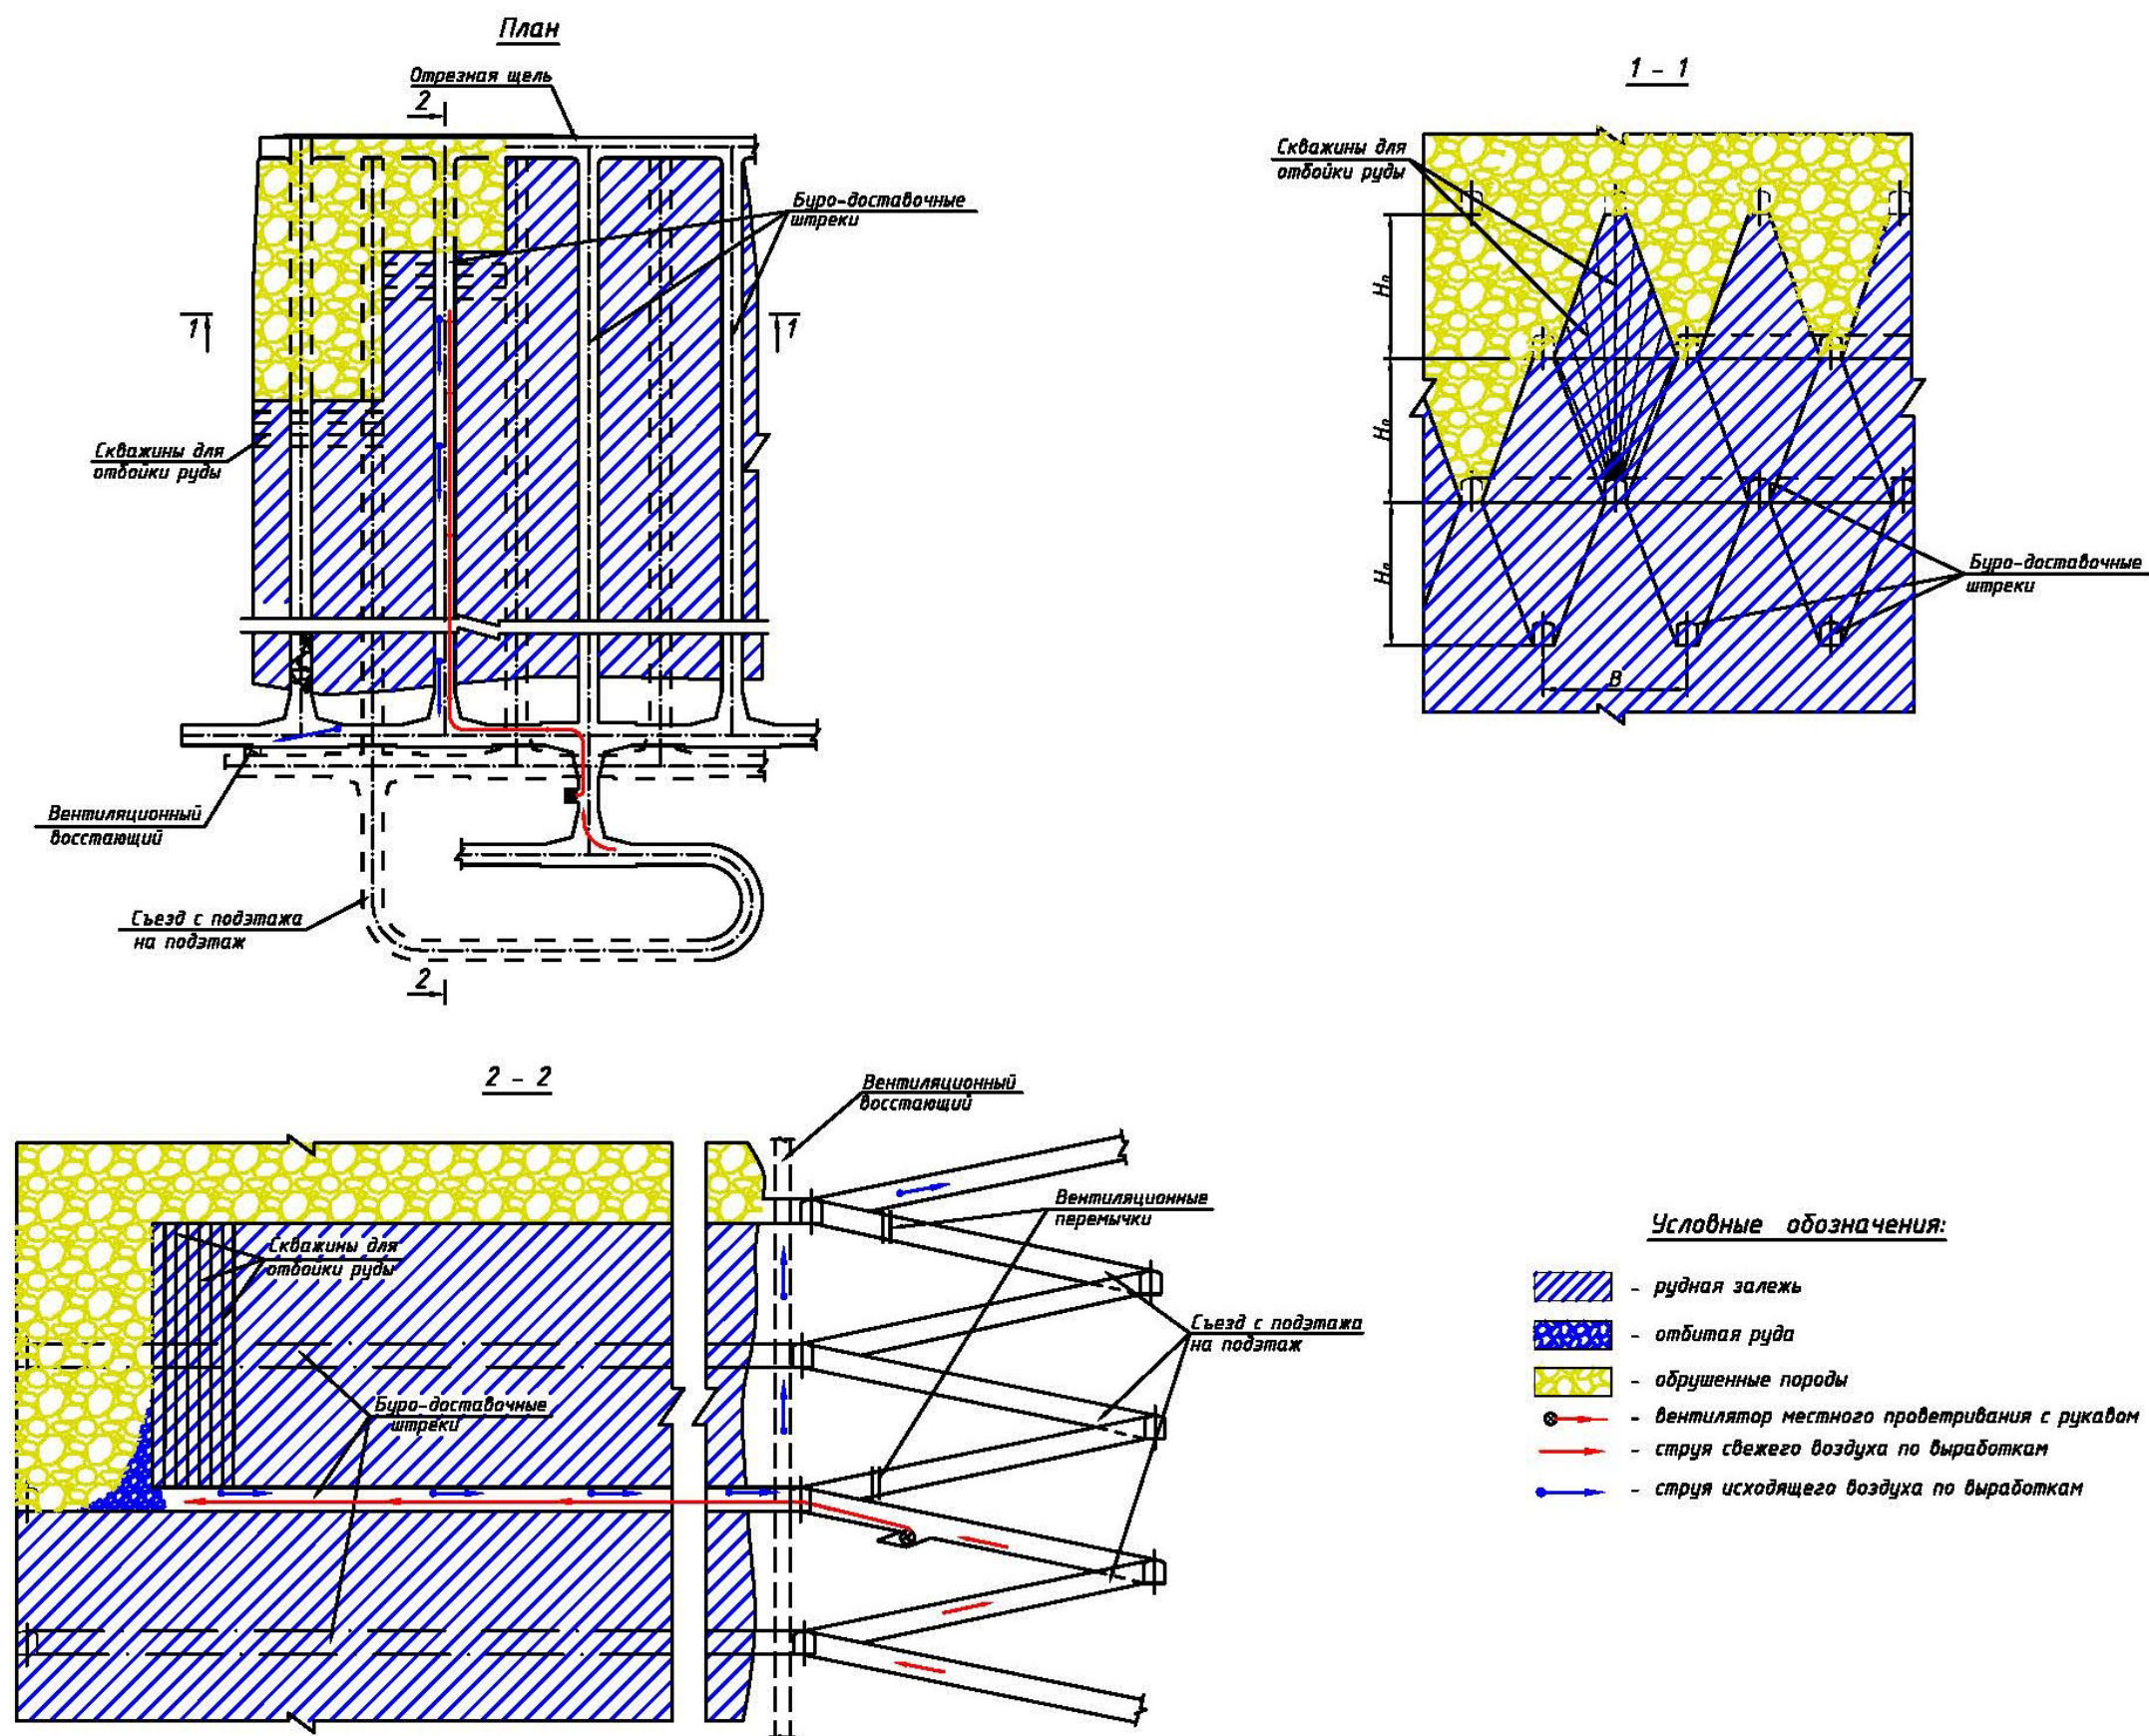 План
Отрезная щель
2
Буро-доставочные
штреки
1
1
Скважины для
отбойки руды
Вентиляционный
восстающий
Съезд с подэтажа
на подэтаж
2
1 - 1
Скважины для
отбойки руды
Hп
Hп
Hп
Буро-доставочные
штреки
В
2 - 2
Вентиляционный
восстающий
Вентиляционные
перемычки
Скважины для
отбойки руды
Съезд с подэтажа
на подэтаж
Буро-доставочные
штреки
Условные обозначения:
- рудная залежь
- отбитая руда
- обрушенные породы
- вентилятор местного проветривания с рукавом
- струя свежего воздуха по выработкам
- струя исходящего воздуха по выработкам